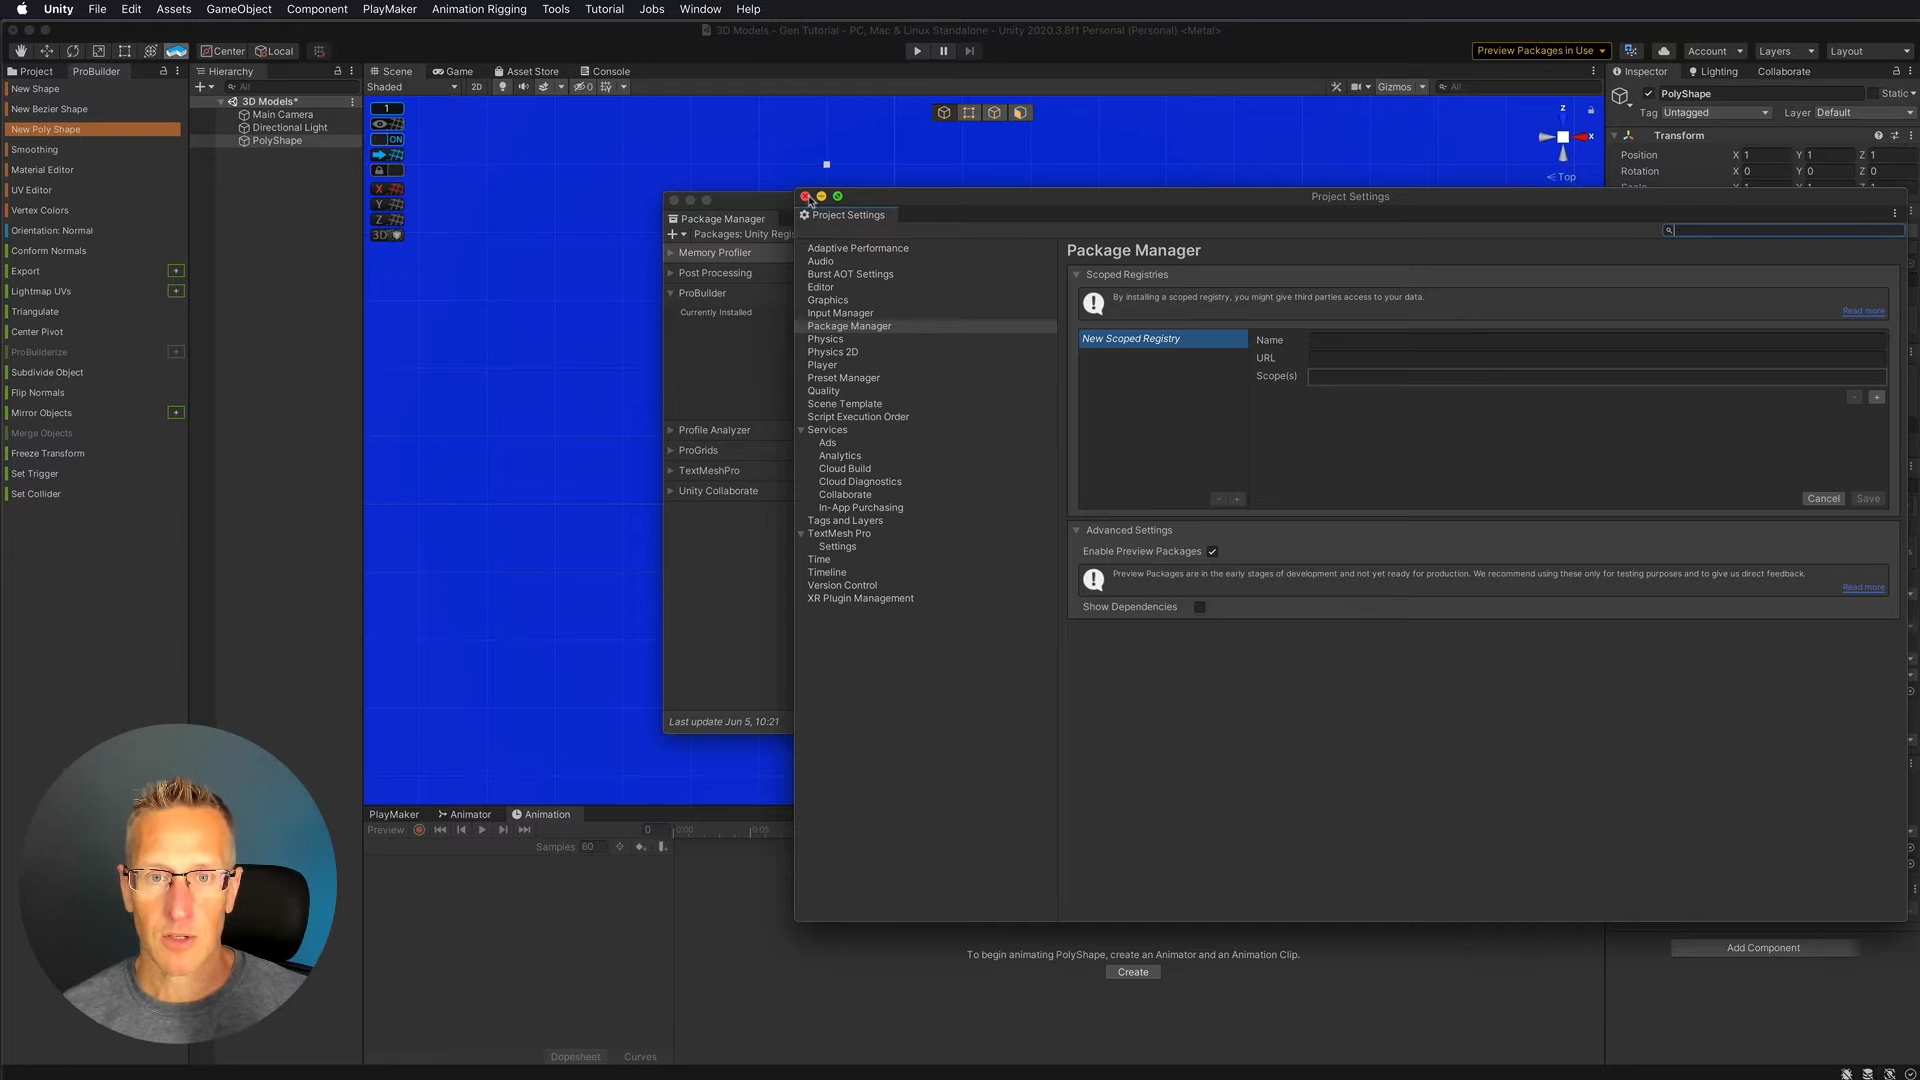 Unity File Edit Assets GameObject Component PlayMaker Animation Rigging Tools Tutorial Jobs Window Help
3D Models - Gen Tutorial - PC, Mac & Linux Standalone - Unity 2020.3.8f1 Personal (Personal) <Metal>
Center Local Preview Packages in Use Account Layers Layout
Project ProBuilder Hierarchy Scene Game Asset Store Console Inspector Lighting Collaborate
New Shape
New Bezier Shape
New Poly Shape
Smoothing
Material Editor
UV Editor
Vertex Colors
Orientation: Normal
Conform Normals
Export
Lightmap UVs
Triangulate
Center Pivot
ProBuilderize
Subdivide Object
Flip Normals
Mirror Objects
Merge Objects
Freeze Transform
Set Trigger
Set Collider
All
3D Models*
Main Camera
Directional Light
PolyShape
Shaded 2D 0 Gizmos All
1
ON
X
Y
Z
3D
z
x
Top
PolyShape Static
Tag Untagged Layer Default
Transform
Position X 1 Y 1 Z 1
Rotation X 0 Y 0 Z 0
Package Manager
Packages: Unity Regis
Memory Profiler
Post Processing
ProBuilder
Currently Installed
Profile Analyzer
ProGrids
TextMeshPro
Unity Collaborate
Last update Jun 5, 10:21
Project Settings
Project Settings
Adaptive Performance
Audio
Burst AOT Settings
Editor
Graphics
Input Manager
Package Manager
Physics
Physics 2D
Player
Preset Manager
Quality
Scene Template
Script Execution Order
Services
Ads
Analytics
Cloud Build
Cloud Diagnostics
Collaborate
In-App Purchasing
Tags and Layers
TextMesh Pro
Settings
Time
Timeline
Version Control
XR Plugin Management
Package Manager
Scoped Registries
By installing a scoped registry, you might give third parties access to your data.
Read more
New Scoped Registry
Name
URL
Scope(s)
Cancel Save
Advanced Settings
Enable Preview Packages
Preview Packages are in the early stages of development and not yet ready for production. We recommend using these only for testing purposes and to give us direct feedback.
Read more
Show Dependencies
PlayMaker Animator Animation
Preview 0 0:00 0:05
Samples 60
To begin animating PolyShape, create an Animator and an Animation Clip.
Create
Add Component
Dopesheet Curves